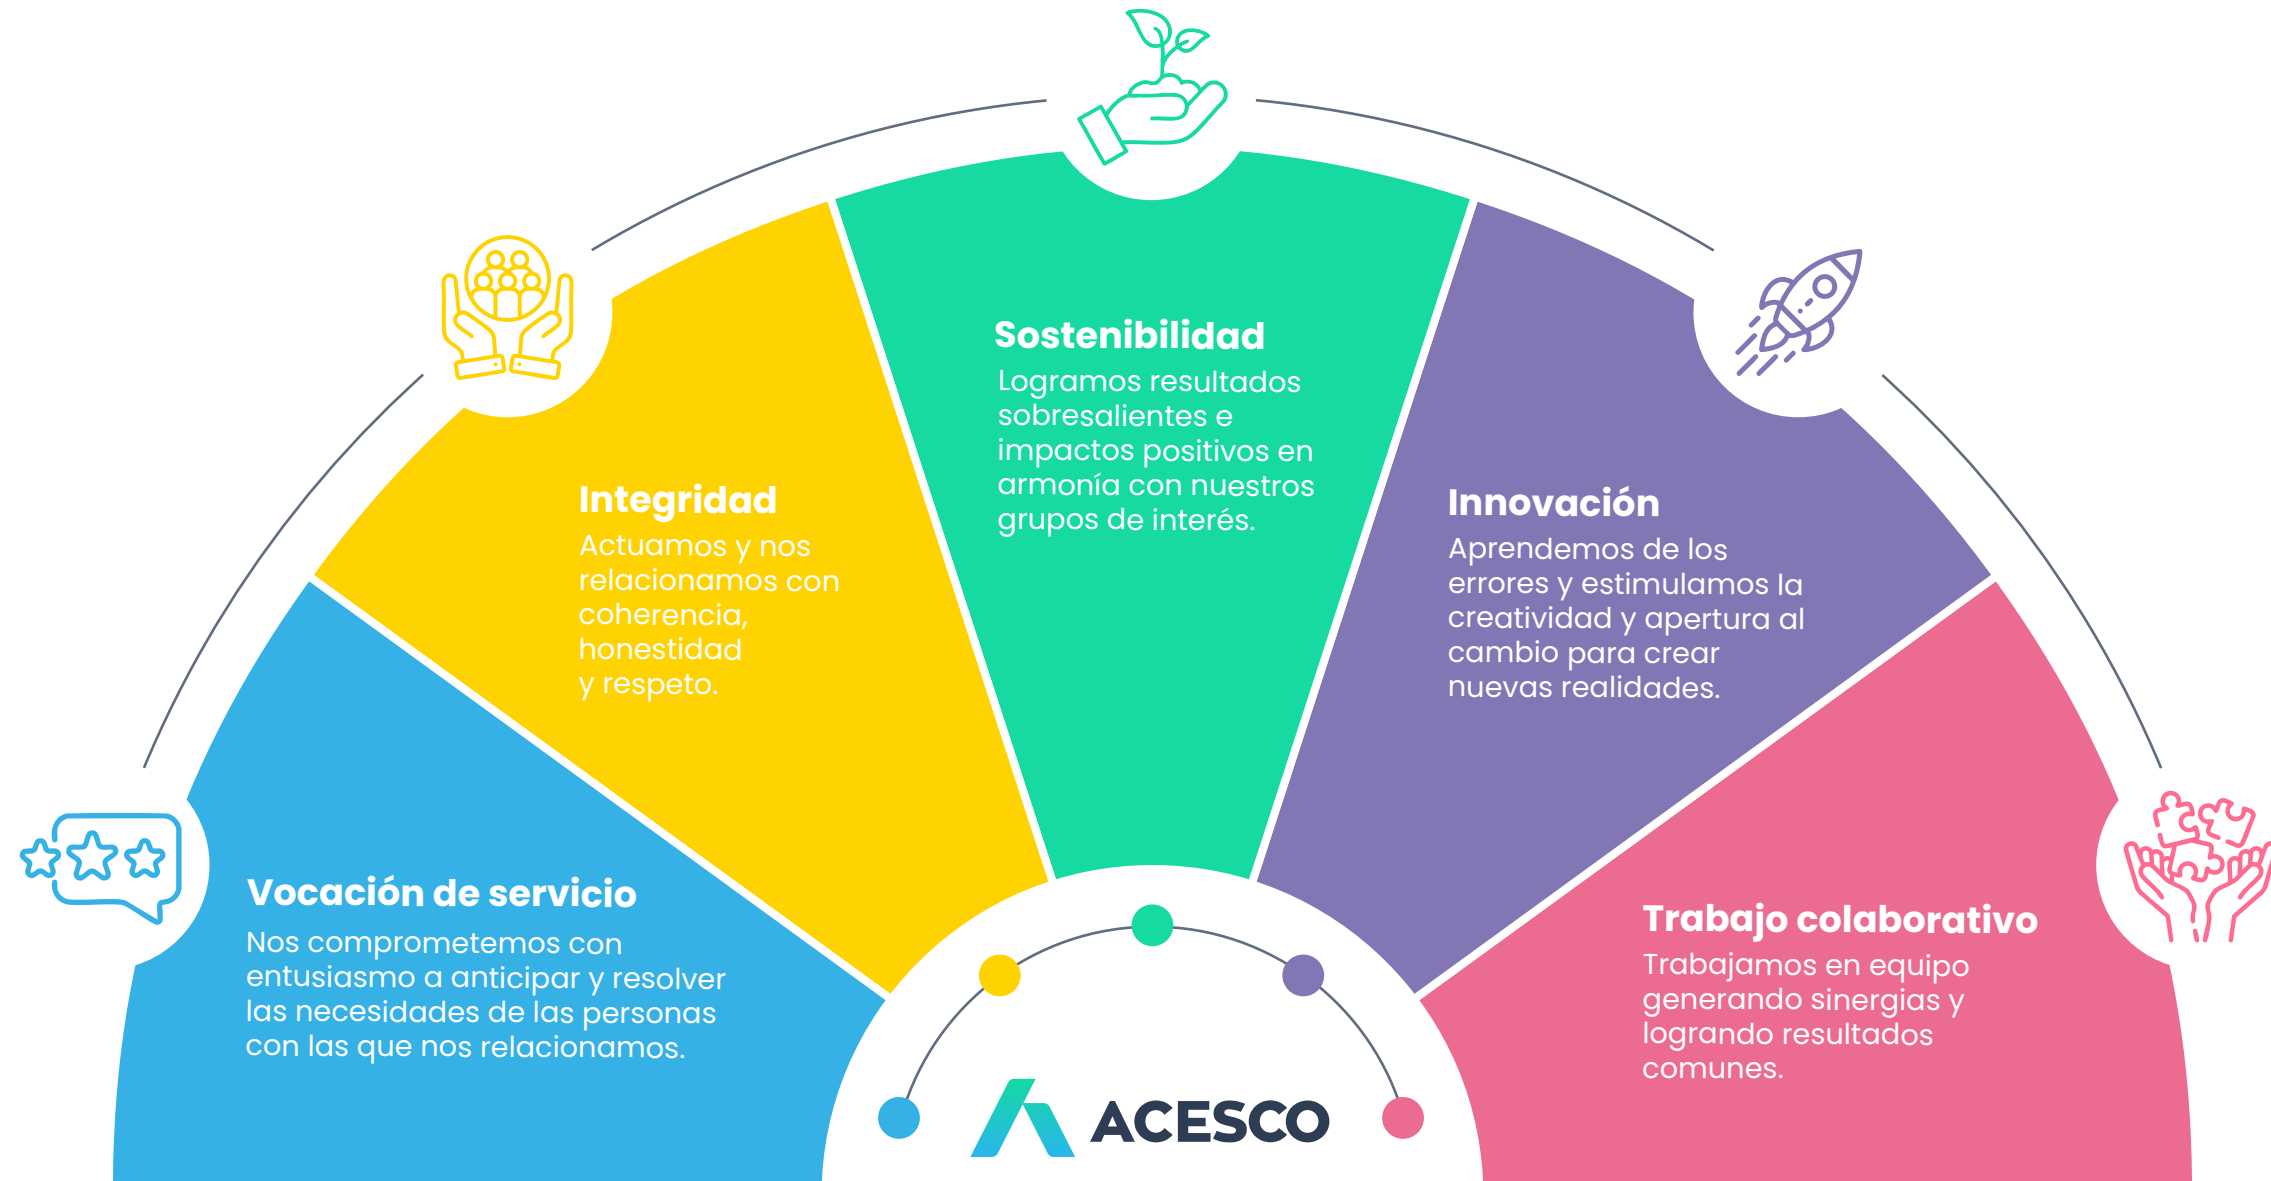 Sostenibilidad
Logramos resultados
sobresalientes e
impactos positivos en
armonía con nuestros
grupos de interés.
Integridad
Actuamos y nos
relacionamos con
coherencia,
honestidad
y respeto.
Innovación
Aprendemos de los
errores y estimulamos la
creatividad y apertura al
cambio para crear
nuevas realidades.
Vocación de servicio
Nos comprometemos con
entusiasmo a anticipar y resolver
las necesidades de las personas
con las que nos relacionamos.
Trabajo colaborativo
Trabajamos en equipo
generando sinergias y
logrando resultados
comunes.
ACESCO